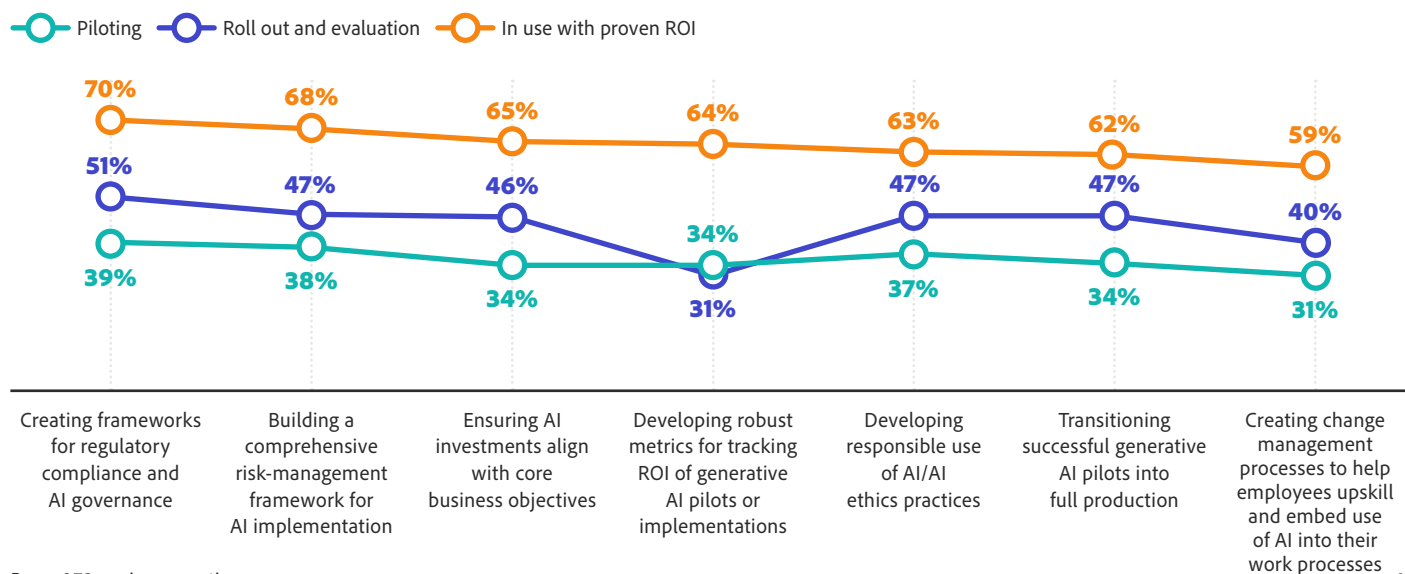 Piloting Roll out and evaluation In use with proven ROI
70% 68% 65% 64% 63% 62% 59%
51% 47% 46% 34% 47% 47% 40%
39% 38% 34% 31% 37% 34% 31%
Creating frameworks
for regulatory
compliance and
AI governance
Building a
comprehensive
risk-management
framework for
AI implementation
Ensuring AI
investments align
with core
business objectives
Developing robust
metrics for tracking
ROI of generative
AI pilots or
implementations
Developing
responsible use
of AI/AI
ethics practices
Transitioning
successful generative
AI pilots into
full production
Creating change
management
processes to help
employees upskill
and embed use
of AI into their
work processes